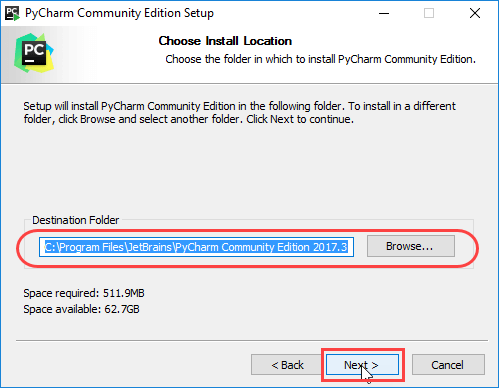 PyCharm Community Edition Setup
PC
Choose Install Location
Choose the folder in which to install PyCharm Community Edition.
Setup will install PyCharm Community Edition in the following folder. To install in a different
folder, click Browse and select another folder. Click Next to continue.
Destination Folder
C:\Program Files\JetBrains\PyCharm Community Edition 2017.3
Browse...
Space required: 511.9MB
Space available: 62.7GB
< Back
Next >
Cancel